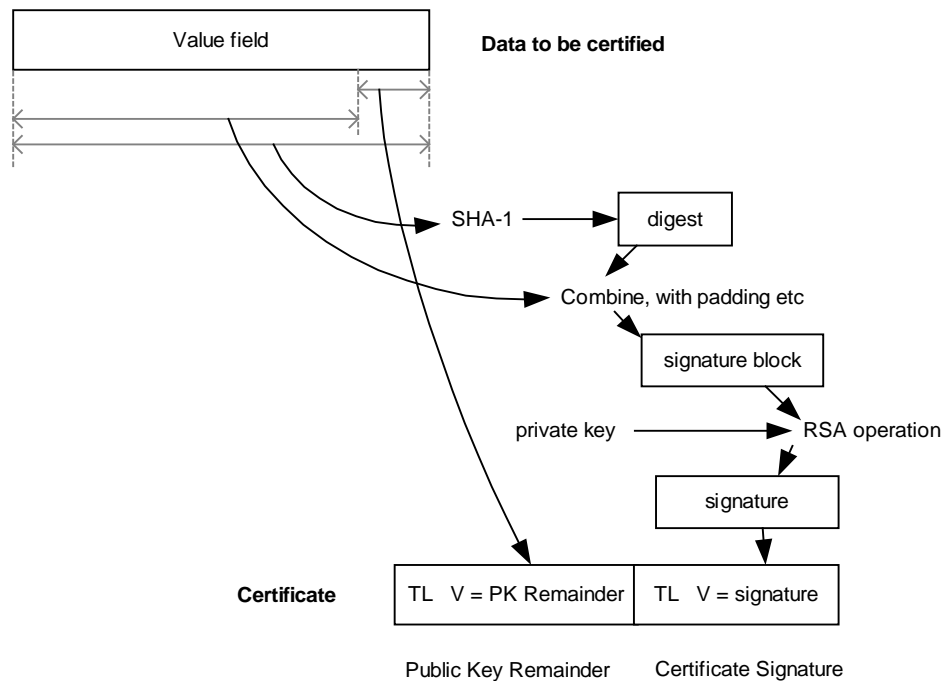 Value field
Data to be certified
SHA-1
digest
Combine, with padding etc
signature block
private key
RSA operation
signature
Certificate
TL V = PK Remainder
TL V = signature
Public Key Remainder
Certificate Signature